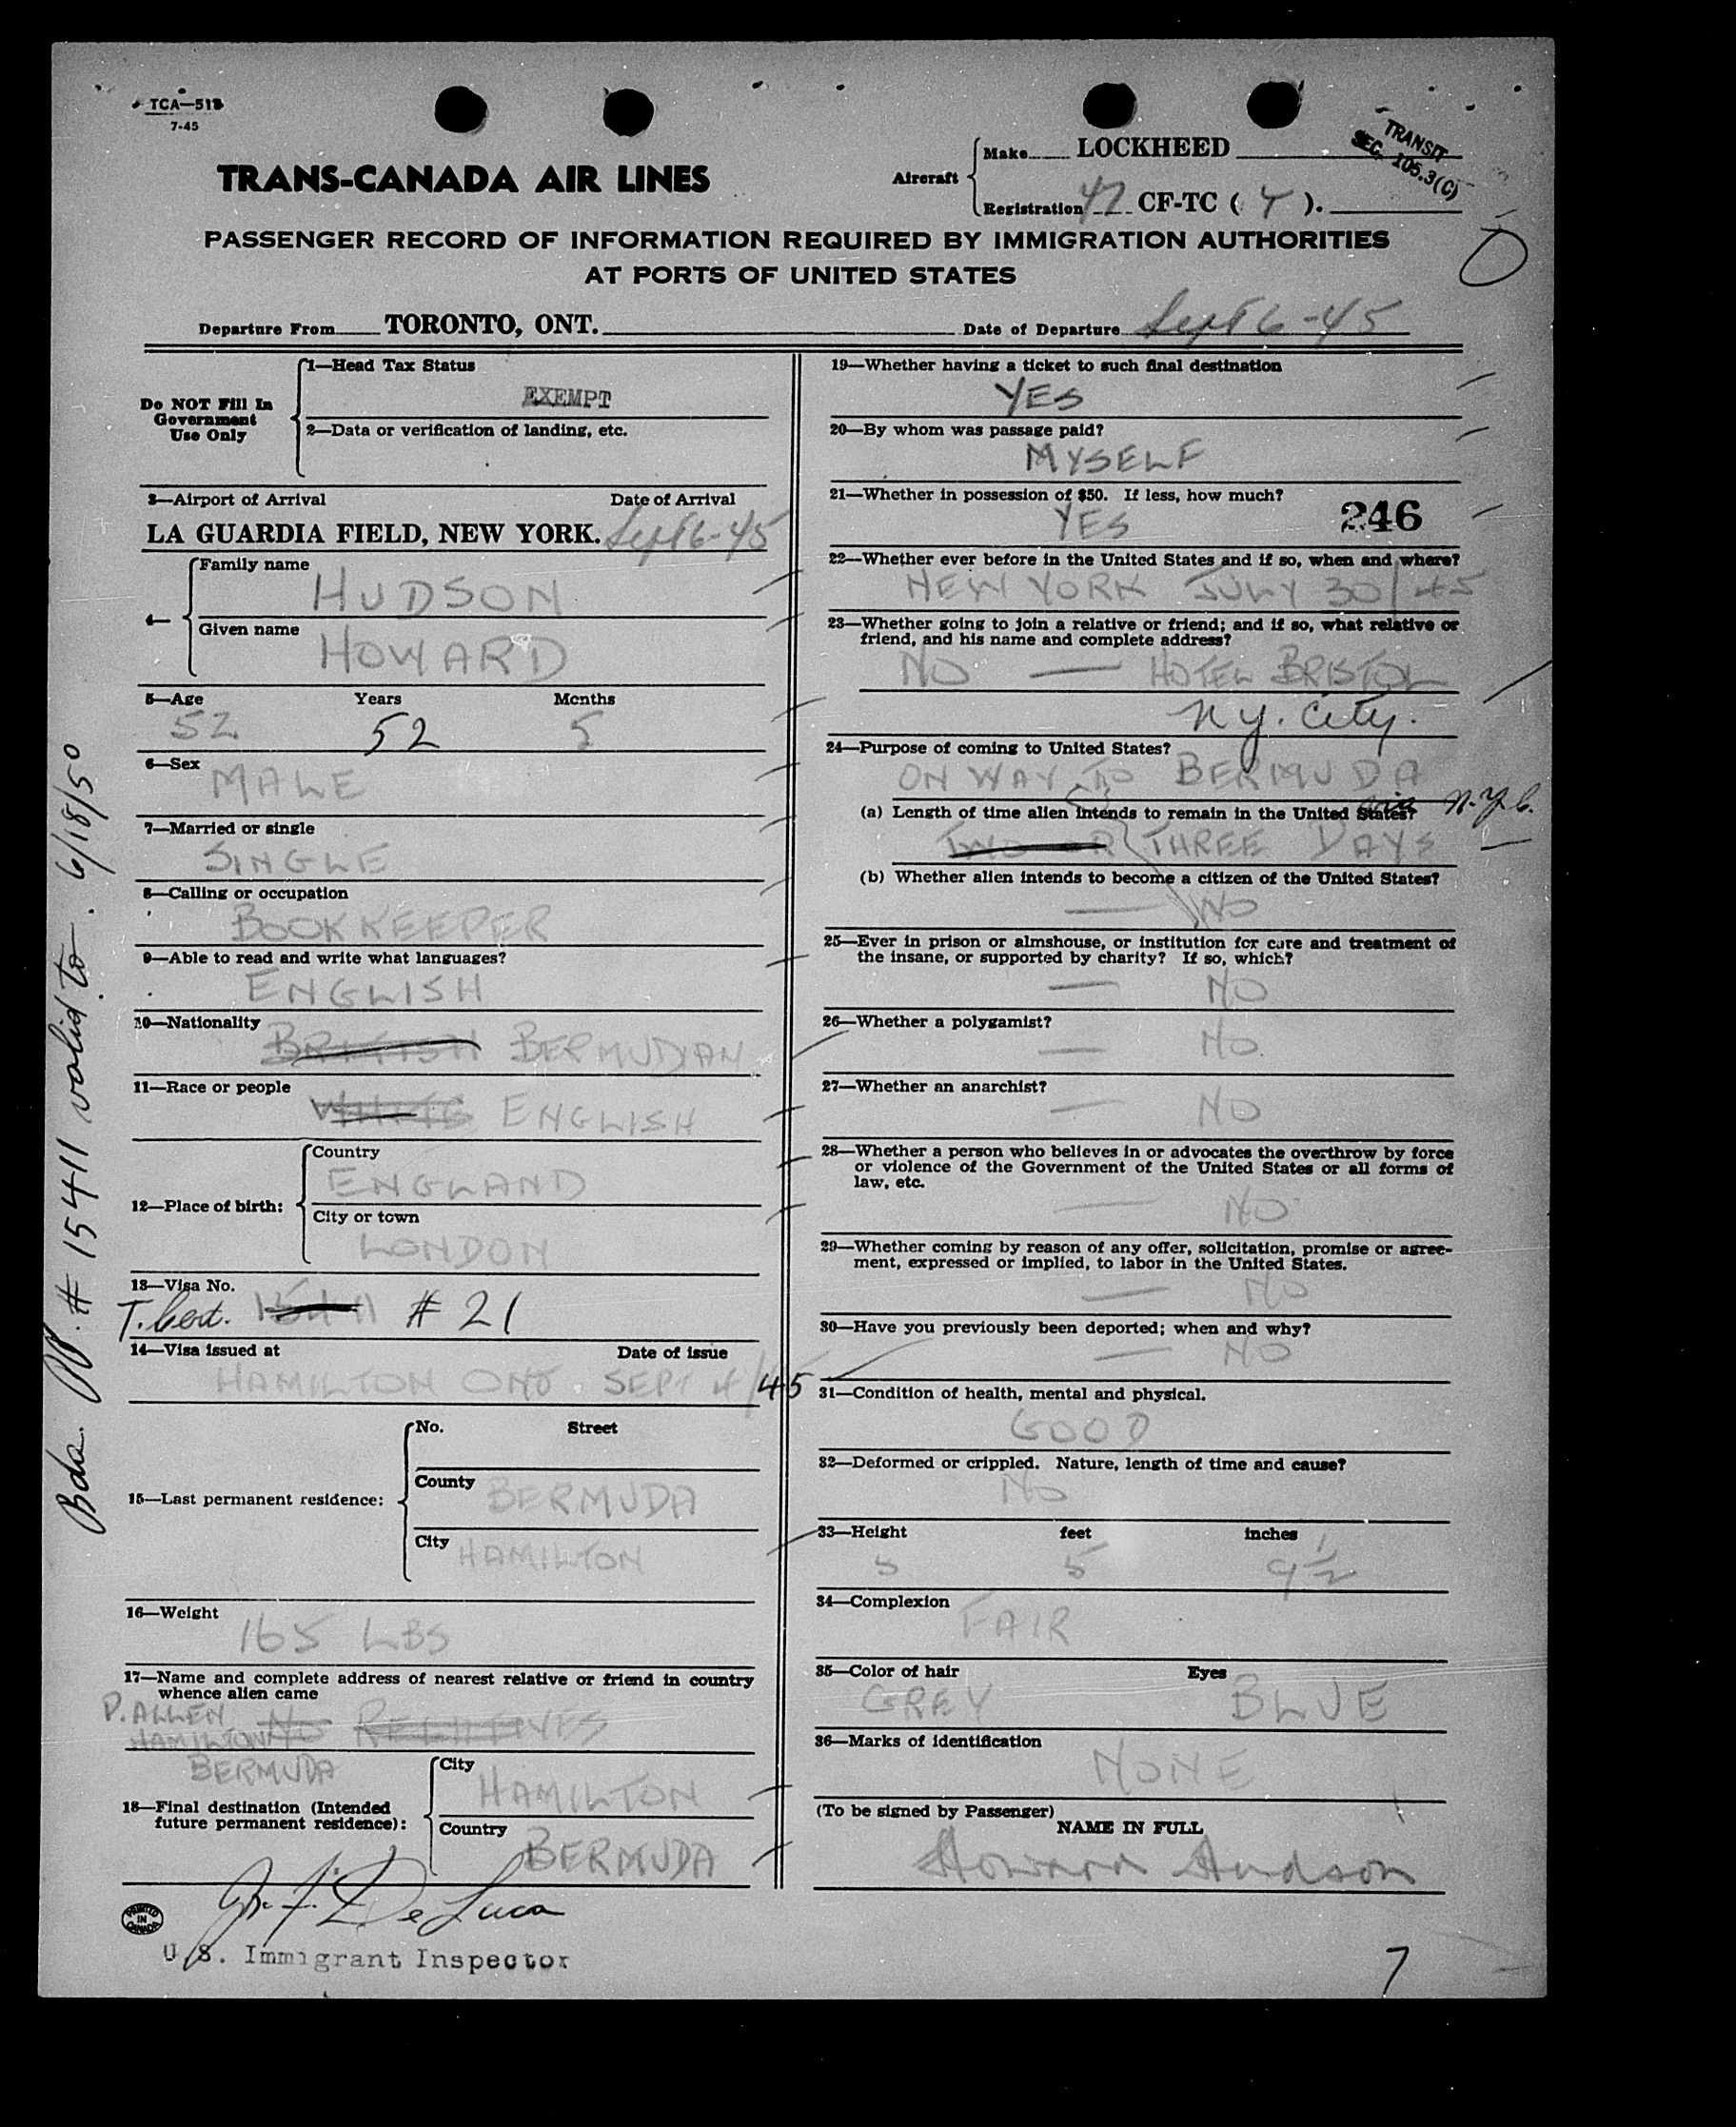 TCA—518
7-45
TRANS-CANADA AIR LINES
Aircraft
Make LOCKHEED
Registration 47 CF-TC ( T ).
TRANSIT
SEC. 105.3(C)
PASSENGER RECORD OF INFORMATION REQUIRED BY IMMIGRATION AUTHORITIES
AT PORTS OF UNITED STATES
Departure From TORONTO, ONT. Date of Departure Sept 6-45
Do NOT Fill In
Government
Use Only
1—Head Tax Status
EXEMPT
2—Data or verification of landing, etc.
3—Airport of Arrival Date of Arrival
LA GUARDIA FIELD, NEW YORK. Sept 6-45
4—
Family name
HUDSON
Given name
HOWARD
5—Age Years Months
52 52 5
6—Sex
MALE
7—Married or single
SINGLE
8—Calling or occupation
BOOKKEEPER
9—Able to read and write what languages?
ENGLISH
10—Nationality
BRITISH BERMUDIAN
11—Race or people
WHITE ENGLISH
12—Place of birth:
Country
ENGLAND
City or town
LONDON
13—Visa No.
T. Cert. 15411 # 21
14—Visa issued at Date of issue
HAMILTON ONT. SEPT 4/45
15—Last permanent residence:
No. Street
County
BERMUDA
City HAMILTON
16—Weight
165 LBS
17—Name and complete address of nearest relative or friend in country
whence alien came
P. ALLEN
HAMILTON NO RELATIVES
BERMUDA
18—Final destination (Intended
future permanent residence):
City
HAMILTON
Country
BERMUDA
De Luca
U.S. Immigrant Inspector
PRINTED
IN
CANADA
Bda. PP. # 15411 valid to 6/18/50
19—Whether having a ticket to such final destination
YES
20—By whom was passage paid?
MYSELF
21—Whether in possession of $50. If less, how much?
YES 246
22—Whether ever before in the United States and if so, when and where?
NEW YORK JULY 30/45
23—Whether going to join a relative or friend; and if so, what relative or
friend, and his name and complete address?
NO — HOTEL BRISTOL
N.Y. City.
24—Purpose of coming to United States?
ON WAY TO BERMUDA
via N.Y.C.
(a) Length of time alien intends to remain in the United States?
TWO OR THREE DAYS
(b) Whether alien intends to become a citizen of the United States?
— NO
25—Ever in prison or almshouse, or institution for care and treatment of
the insane, or supported by charity? If so, which?
— NO
26—Whether a polygamist?
— NO.
27—Whether an anarchist?
— NO
28—Whether a person who believes in or advocates the overthrow by force
or violence of the Government of the United States or all forms of
law, etc.
— NO
29—Whether coming by reason of any offer, solicitation, promise or agree-
ment, expressed or implied, to labor in the United States.
— NO
30—Have you previously been deported; when and why?
— NO
31—Condition of health, mental and physical.
GOOD
32—Deformed or crippled. Nature, length of time and cause?
NO
33—Height feet inches
5 5 9 1/2
34—Complexion
FAIR
35—Color of hair Eyes
GREY BLUE
36—Marks of identification
NONE
(To be signed by Passenger)
NAME IN FULL
Howard Hudson
7